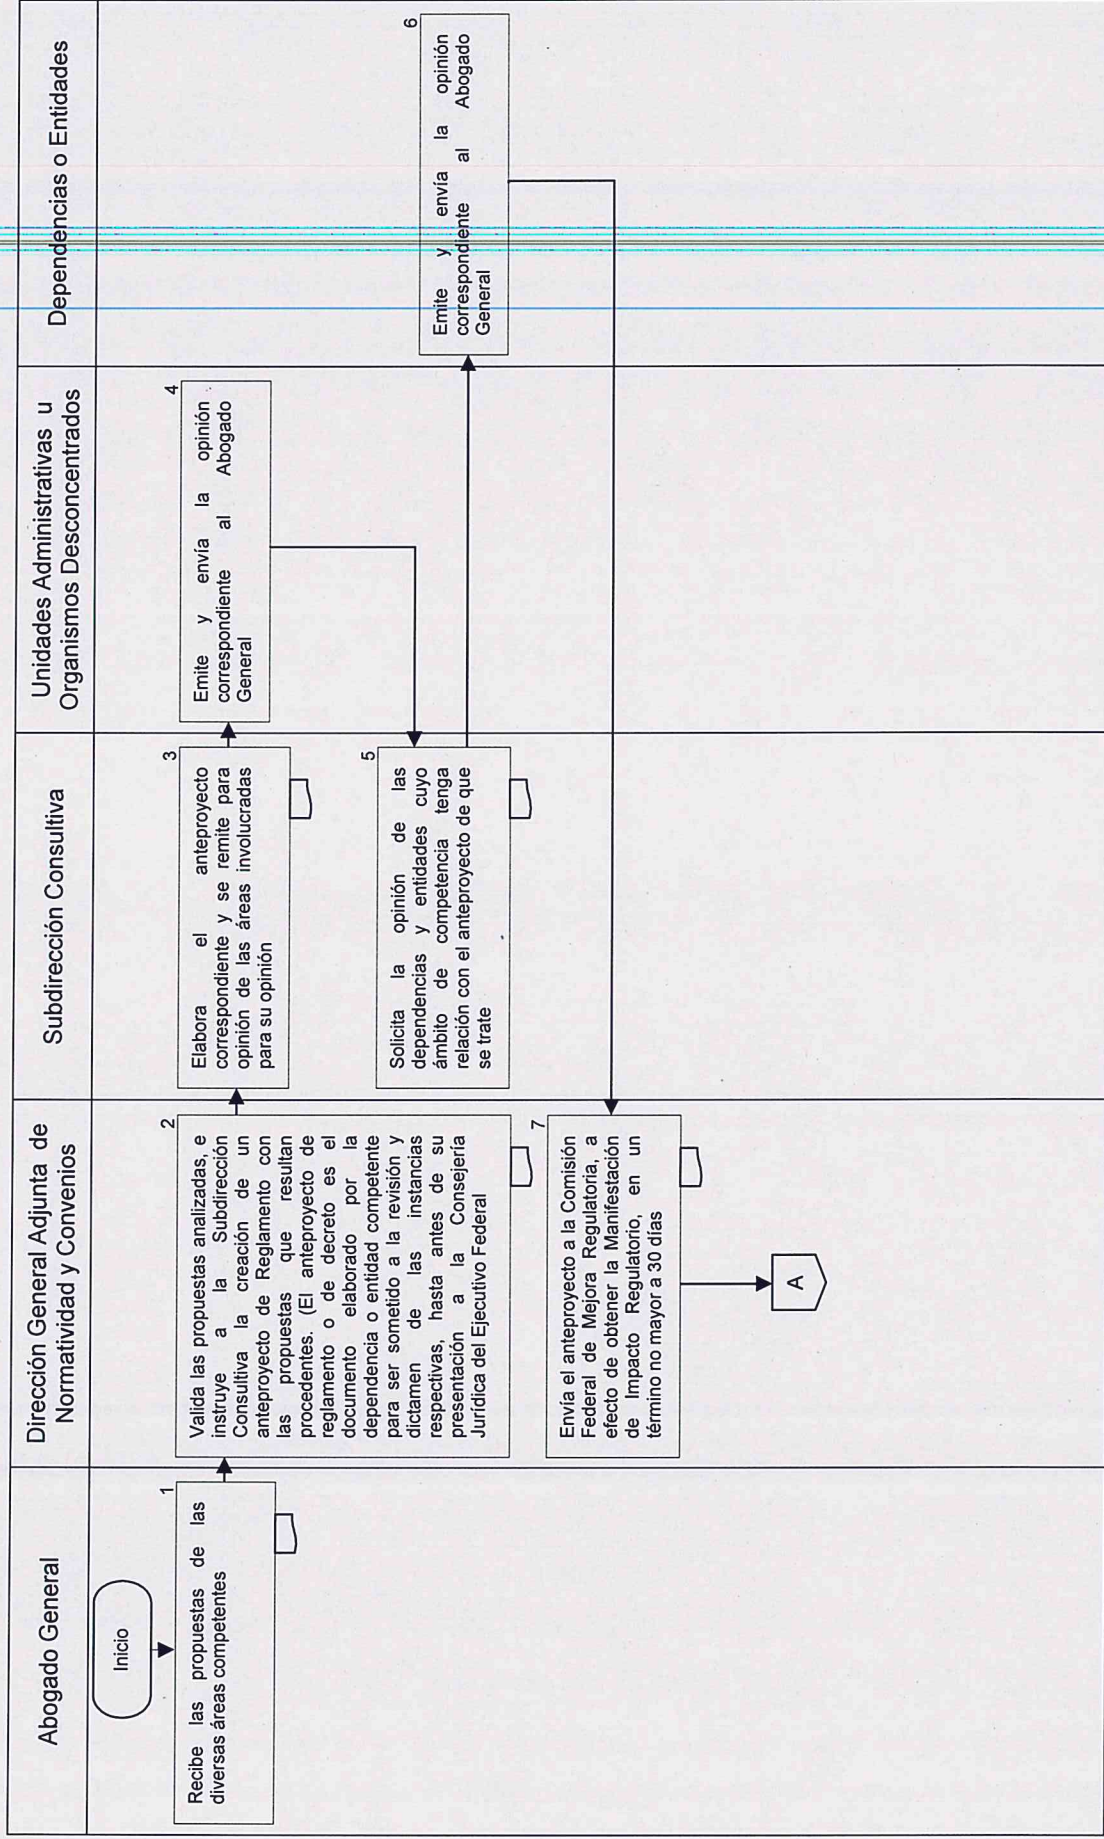 Abogado General
Dirección General Adjunta de
Normatividad y Convenios
Subdirección Consultiva
Unidades Administrativas u
Organismos Desconcentrados
Dependencias o Entidades
Inicio
1
Recibe las propuestas de las
diversas áreas competentes
2
Valida las propuestas analizadas, e
instruye a la Subdirección
Consultiva la creación de un
anteproyecto de Reglamento con
las propuestas que resultan
procedentes. (El anteproyecto de
reglamento o de decreto es el
documento elaborado por la
dependencia o entidad competente
para ser sometido a la revisión y
dictamen de las instancias
respectivas, hasta antes de su
presentación a la Consejería
Jurídica del Ejecutivo Federal
3
Elabora el anteproyecto
correspondiente y se remite para
opinión de las áreas involucradas
para su opinión
4
Emite y envía la opinión
correspondiente al Abogado
General
5
Solicita la opinión de las
dependencias y entidades cuyo
ámbito de competencia tenga
relación con el anteproyecto de que
se trate
6
Emite y envía la opinión
correspondiente al Abogado
General
7
Envía el anteproyecto a la Comisión
Federal de Mejora Regulatoria, a
efecto de obtener la Manifestación
de Impacto Regulatorio, en un
término no mayor a 30 días
A